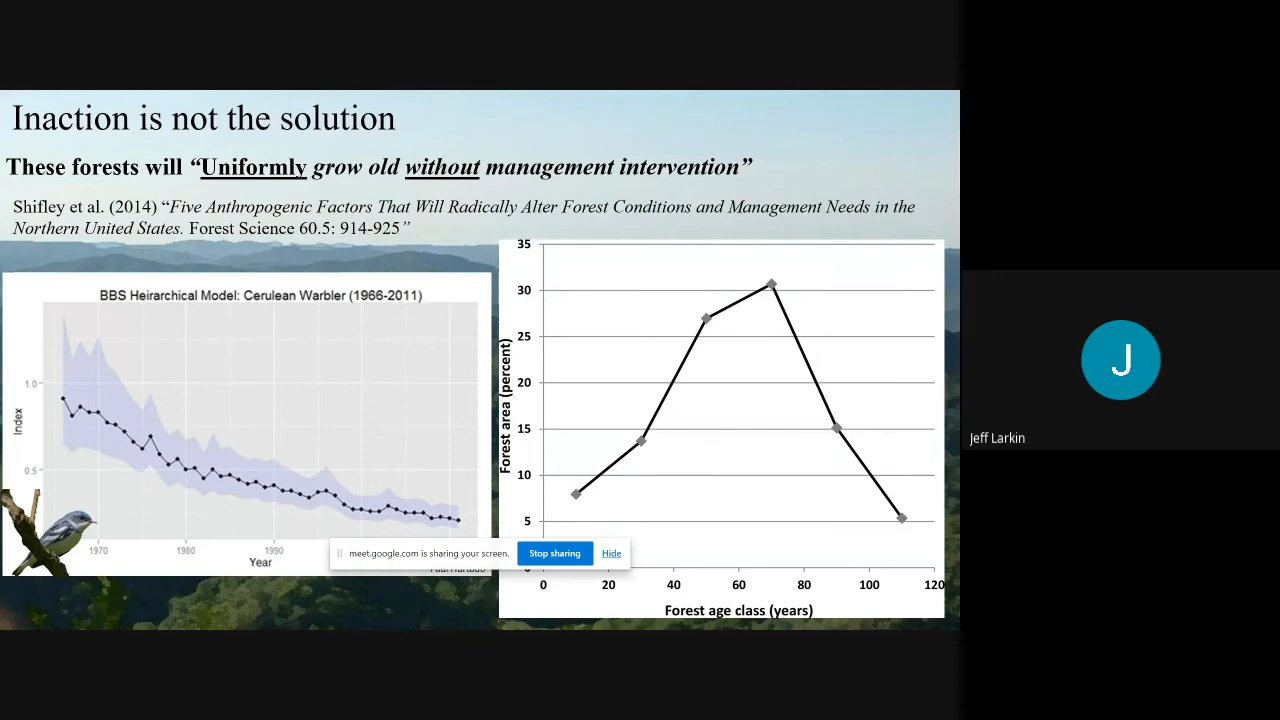 Inaction is not the solution
These forests will “Uniformly grow old without management intervention”
Shifley et al. (2014) “Five Anthropogenic Factors That Will Radically Alter Forest Conditions and Management Needs in the
Northern United States. Forest Science 60.5: 914-925”
BBS Heirarchical Model: Cerulean Warbler (1966-2011)
Index
1.0
0.5
1970
1980
1990
Year
35
30
25
20
15
10
5
0
Forest area (percent)
0
20
40
60
80
100
120
Forest age class (years)
meet.google.com is sharing your screen.
Stop sharing
Hide
Paul Hurtado
J
Jeff Larkin